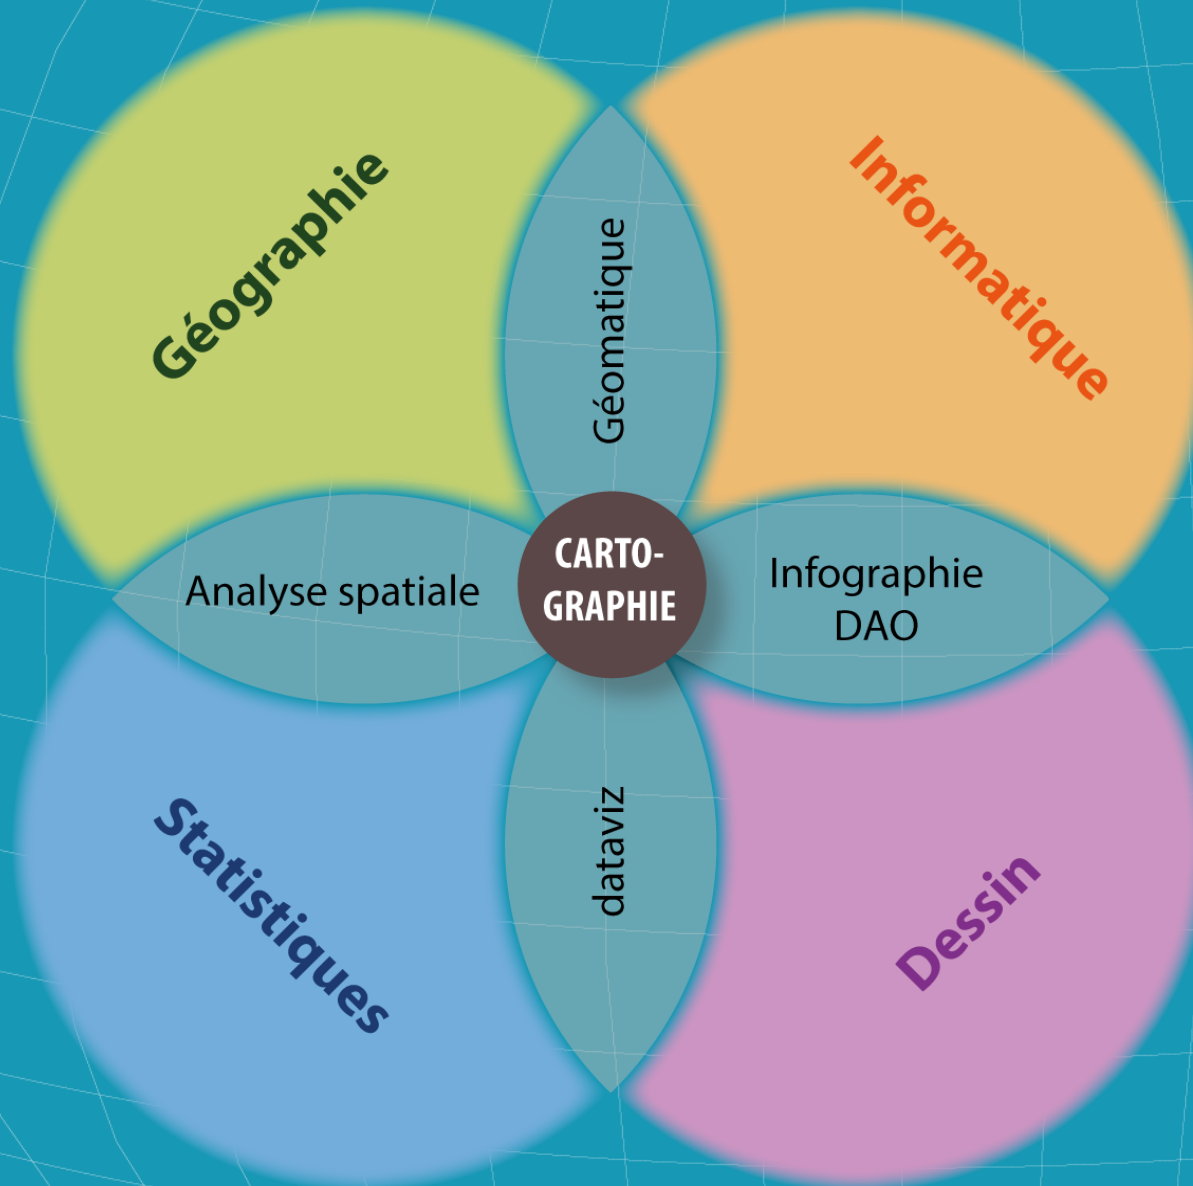 Géographie
Informatique
Géomatique
Analyse spatiale
CARTO-
GRAPHIE
Infographie
DAO
dataviz
Statistiques
Dessin